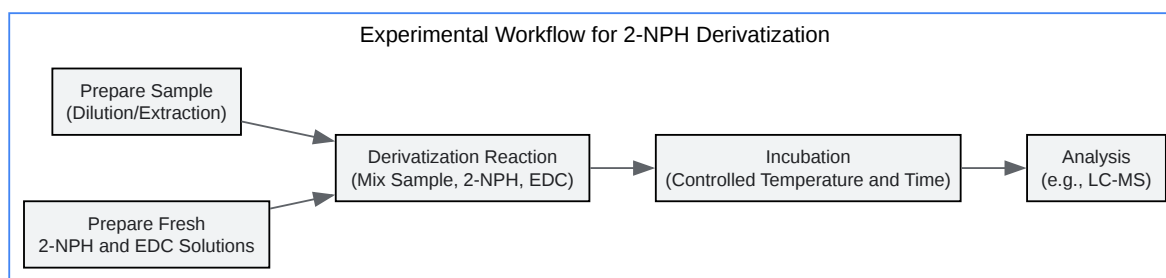 Experimental Workflow for 2-NPH Derivatization
Prepare Sample
(Dilution/Extraction)
Prepare Fresh
2-NPH and EDC Solutions
Derivatization Reaction
(Mix Sample, 2-NPH, EDC)
Incubation
(Controlled Temperature and Time)
Analysis
(e.g., LC-MS)